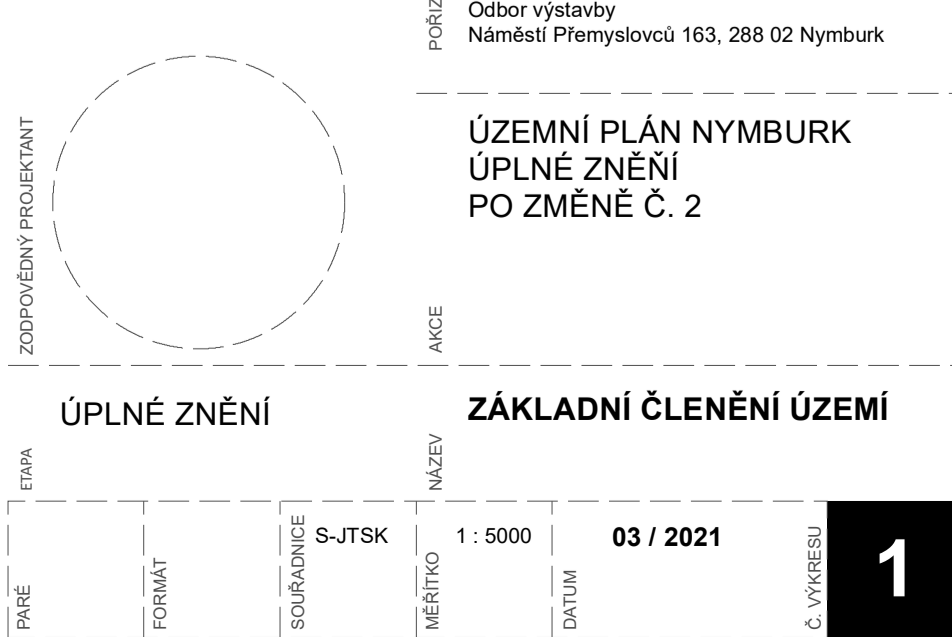 POŘIZ
Odbor výstavby
Náměstí Přemyslovců 163, 288 02 Nymburk
ZODPOVĚDNÝ PROJEKTANT
AKCE
ÚZEMNÍ PLÁN NYMBURK
ÚPLNÉ ZNĚŇÍ
PO ZMĚNĚ Č. 2
ETAPA
ÚPLNÉ ZNĚNÍ
NÁZEV
ZÁKLADNÍ ČLENĚNÍ ÚZEMÍ
PARÉ
FORMÁT
SOUŘADNICE
S-JTSK
MĚŘÍTKO
1 : 5000
DATUM
03 / 2021
Č. VÝKRESU
1